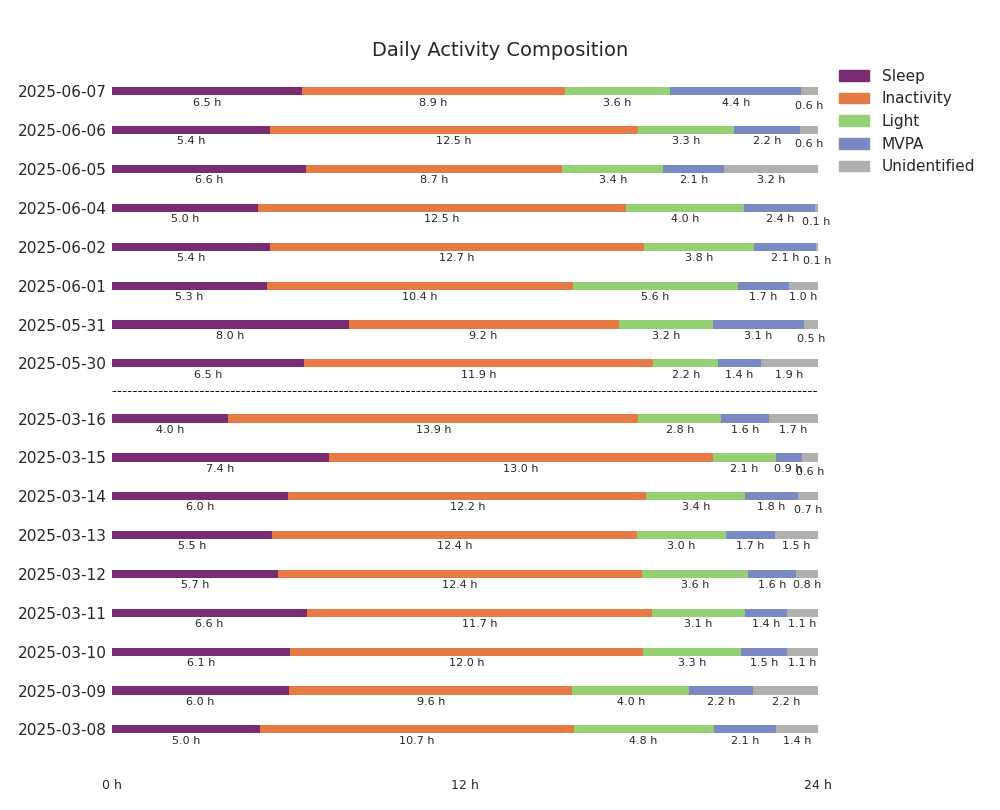 Daily Activity Composition
Sleep
Inactivity
Light
MVPA
Unidentified
2025-06-07
6.5 h 8.9 h 3.6 h 4.4 h 0.6 h
2025-06-06
5.4 h 12.5 h 3.3 h 2.2 h 0.6 h
2025-06-05
6.6 h 8.7 h 3.4 h 2.1 h 3.2 h
2025-06-04
5.0 h 12.5 h 4.0 h 2.4 h 0.1 h
2025-06-02
5.4 h 12.7 h 3.8 h 2.1 h 0.1 h
2025-06-01
5.3 h 10.4 h 5.6 h 1.7 h 1.0 h
2025-05-31
8.0 h 9.2 h 3.2 h 3.1 h 0.5 h
2025-05-30
6.5 h 11.9 h 2.2 h 1.4 h 1.9 h
2025-03-16
4.0 h 13.9 h 2.8 h 1.6 h 1.7 h
2025-03-15
7.4 h 13.0 h 2.1 h 0.9 h 0.6 h
2025-03-14
6.0 h 12.2 h 3.4 h 1.8 h 0.7 h
2025-03-13
5.5 h 12.4 h 3.0 h 1.7 h 1.5 h
2025-03-12
5.7 h 12.4 h 3.6 h 1.6 h 0.8 h
2025-03-11
6.6 h 11.7 h 3.1 h 1.4 h 1.1 h
2025-03-10
6.1 h 12.0 h 3.3 h 1.5 h 1.1 h
2025-03-09
6.0 h 9.6 h 4.0 h 2.2 h 2.2 h
2025-03-08
5.0 h 10.7 h 4.8 h 2.1 h 1.4 h
0 h 12 h 24 h